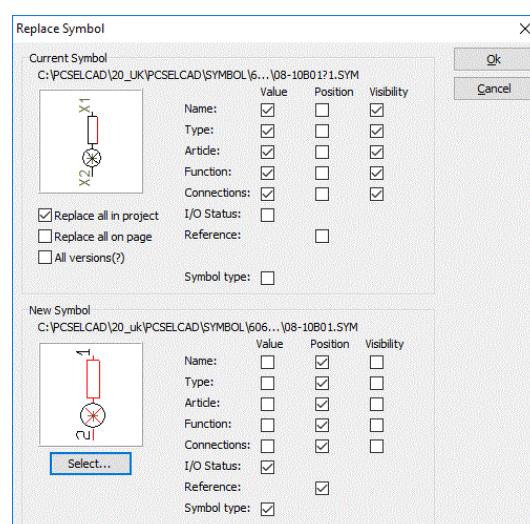 Replace Symbol
Current Symbol
C:\PCSELCAD\20_UK\PCSELCAD\SYMBOL\6...\08-10B01?1.SYM
Value Position Visibility
X1
X2
Name:
Type:
Article:
Function:
Connections:
I/O Status:
Reference:
Symbol type:
Replace all in project
Replace all on page
All versions(?)
Ok
Cancel
New Symbol
C:\PCSELCAD\20_uk\PCSELCAD\SYMBOL\606...\08-10B01.SYM
Value Position Visibility
1
2
Name:
Type:
Article:
Function:
Connections:
I/O Status:
Reference:
Symbol type:
Select...